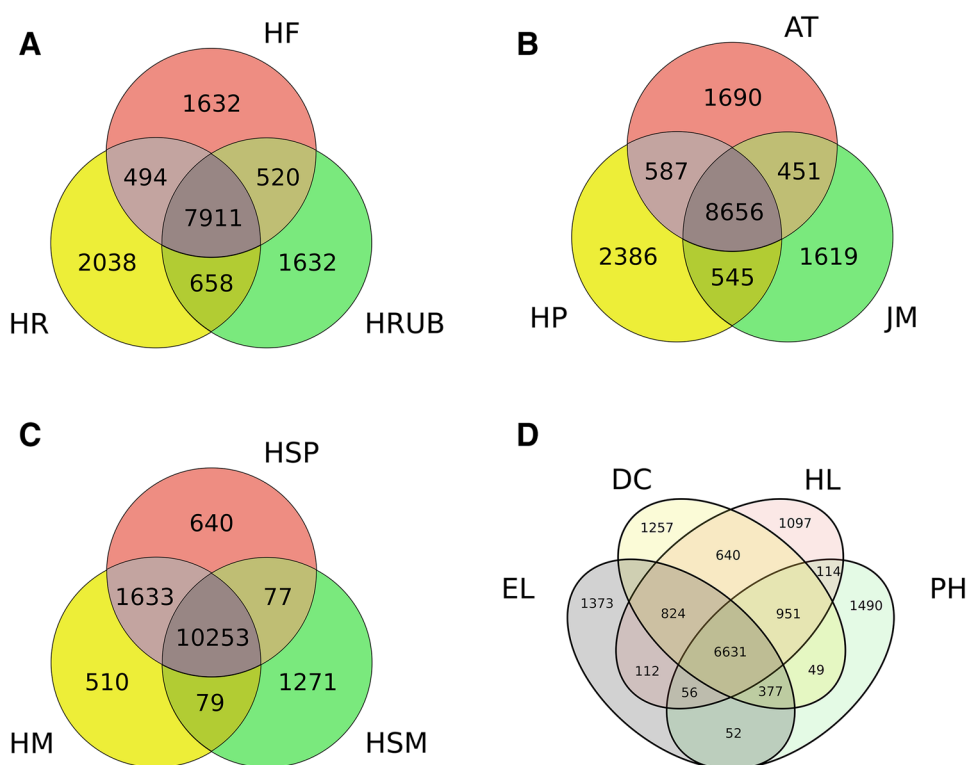 A
HF
1632
494
520
7911
2038
658
1632
HR
HRUB
B
AT
1690
587
451
8656
2386
545
1619
HP
JM
C
HSP
640
1633
77
10253
510
79
1271
HM
HSM
D
DC
HL
EL
PH
1257
1097
640
114
1373
824
951
1490
6631
112
49
56
377
52